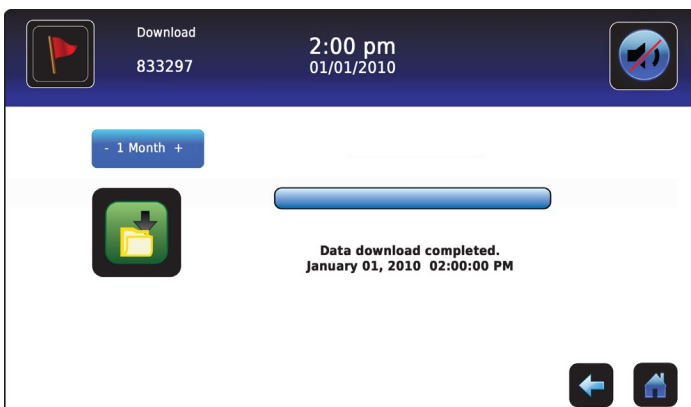 Download
833297
2:00 pm
01/01/2010
- 1 Month +
Data download completed.
January 01, 2010 02:00:00 PM